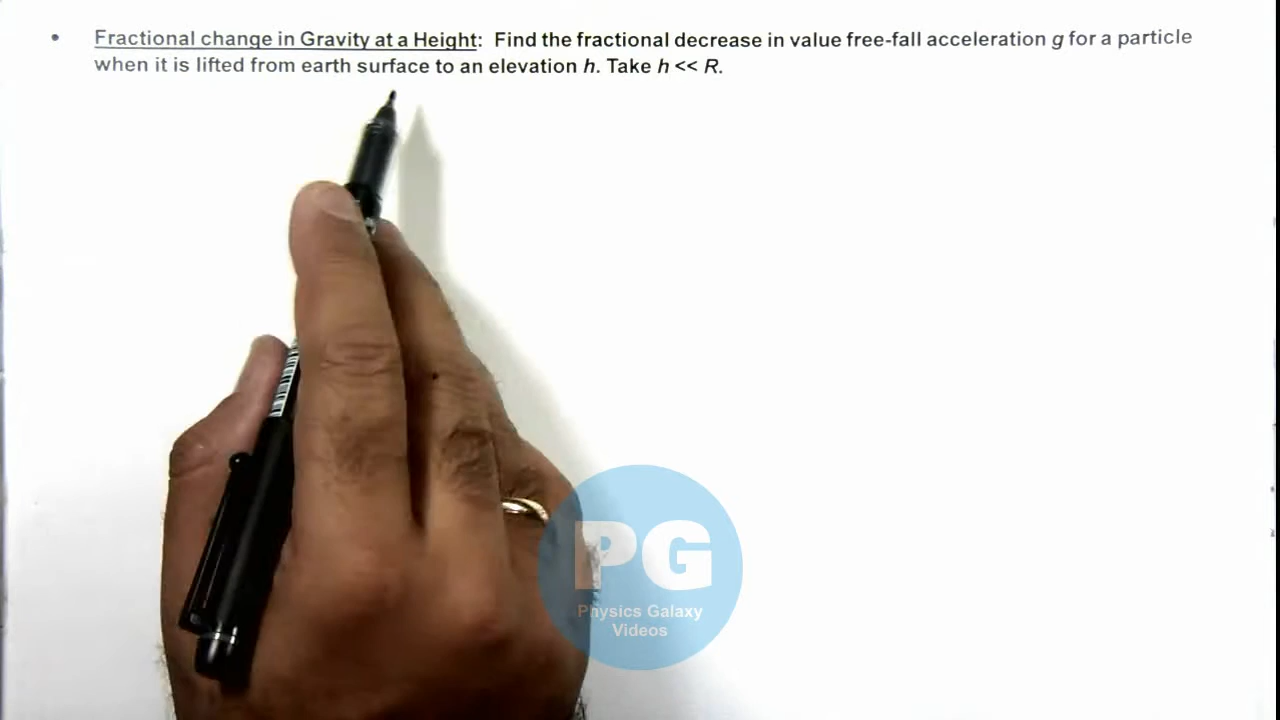 • Fractional change in Gravity at a Height: Find the fractional decrease in value free-fall acceleration g for a particle
when it is lifted from earth surface to an elevation h. Take h << R.
PG
Physics Galaxy
Videos